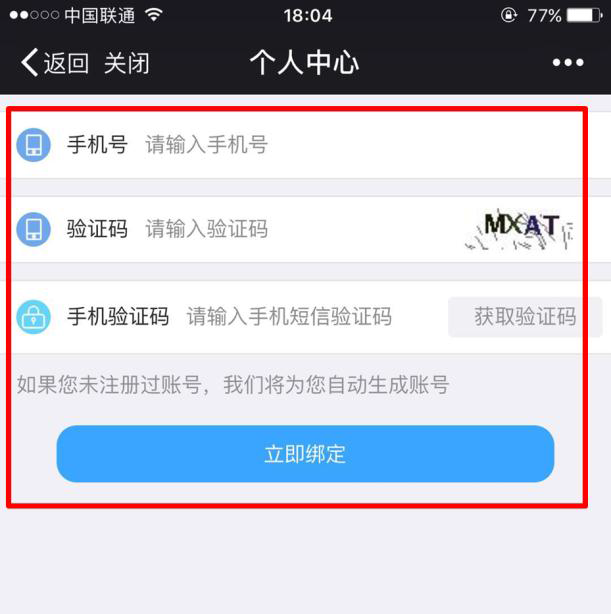 中国联通 18:04 77%
返回 关闭 个人中心
手机号 请输入手机号
验证码 请输入验证码 MXAT
手机验证码 请输入手机短信验证码 获取验证码
如果您未注册过账号，我们将为您自动生成账号
立即绑定